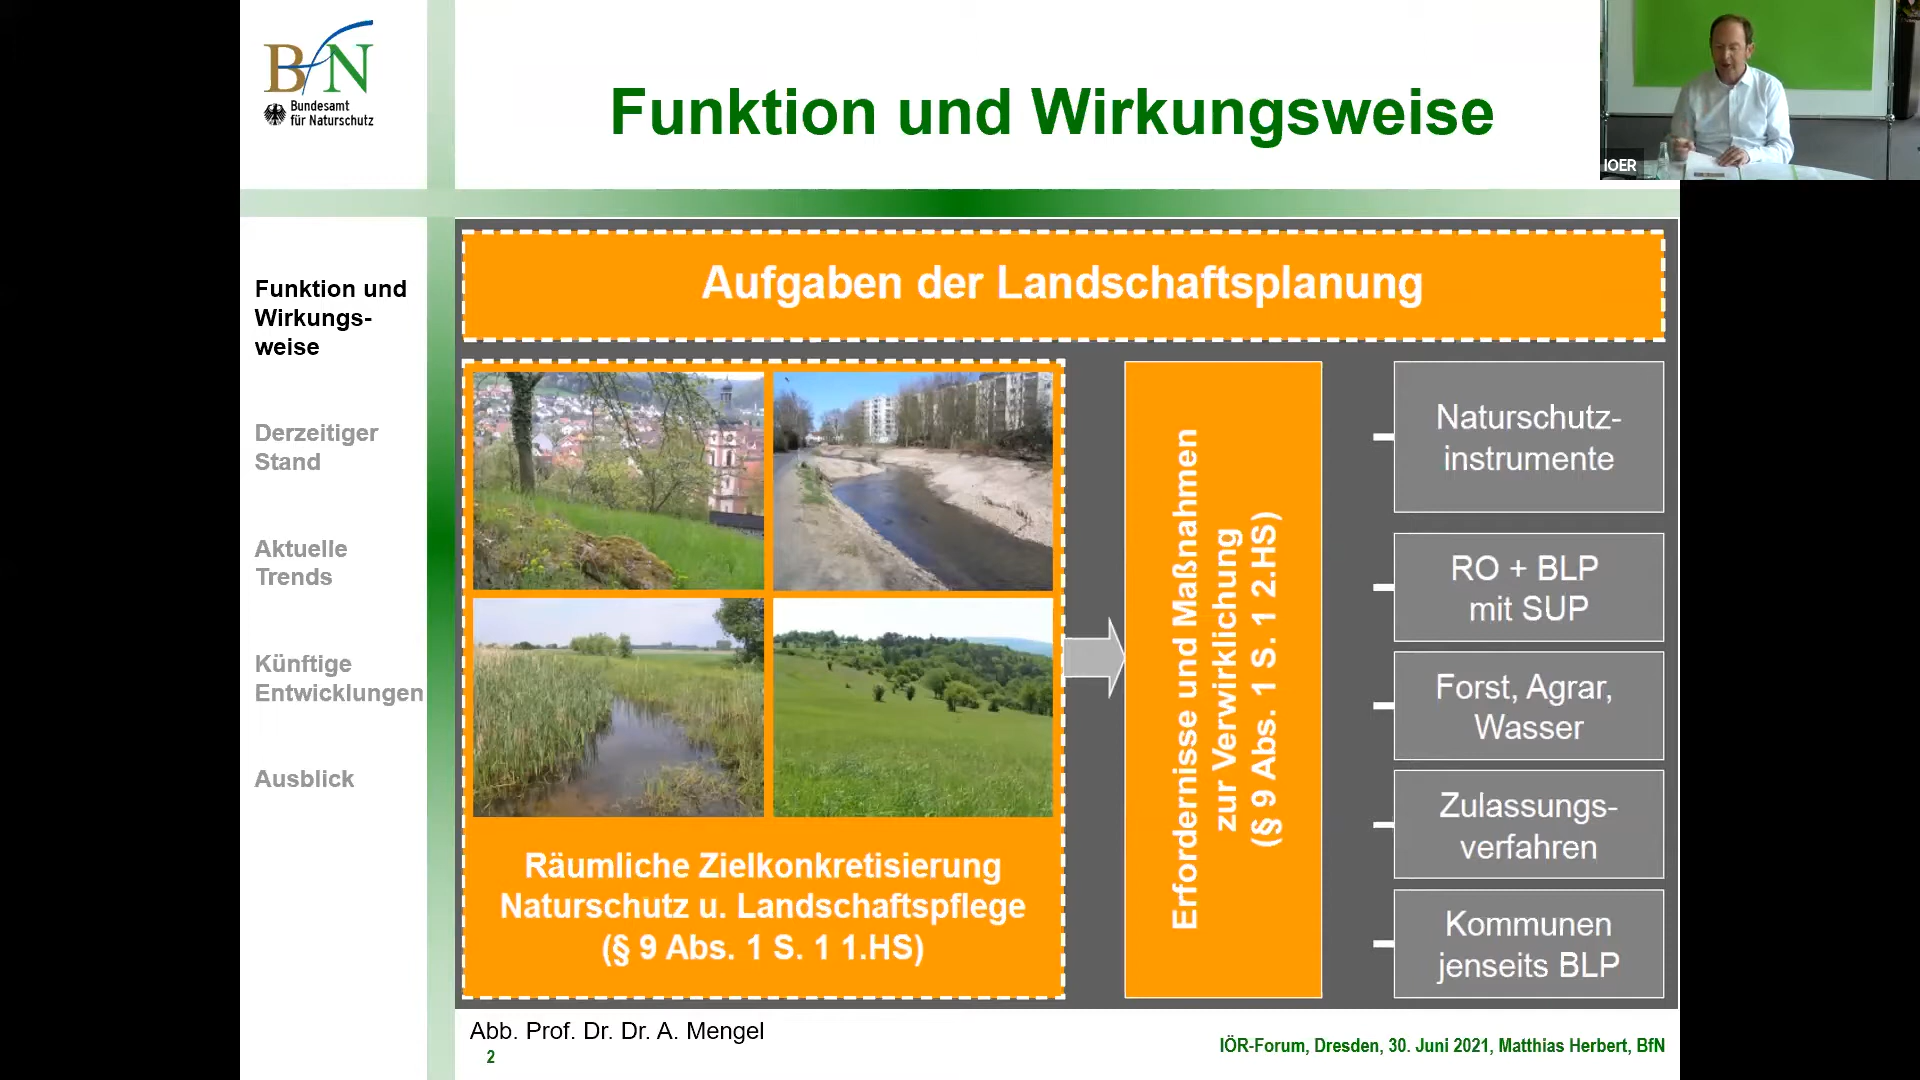 BfN
Bundesamt
für Naturschutz
Funktion und Wirkungsweise
IOER
Funktion und
Wirkungs-
weise
Derzeitiger
Stand
Aktuelle
Trends
Künftige
Entwicklungen
Ausblick
Aufgaben der Landschaftsplanung
Räumliche Zielkonkretisierung
Naturschutz u. Landschaftspflege
(§ 9 Abs. 1 S. 1 1.HS)
Erfordernisse und Maßnahmen
zur Verwirklichung
(§ 9 Abs. 1 S. 1 2.HS)
Naturschutz-
instrumente
RO + BLP
mit SUP
Forst, Agrar,
Wasser
Zulassungs-
verfahren
Kommunen
jenseits BLP
Abb. Prof. Dr. Dr. A. Mengel
2
IÖR-Forum, Dresden, 30. Juni 2021, Matthias Herbert, BfN